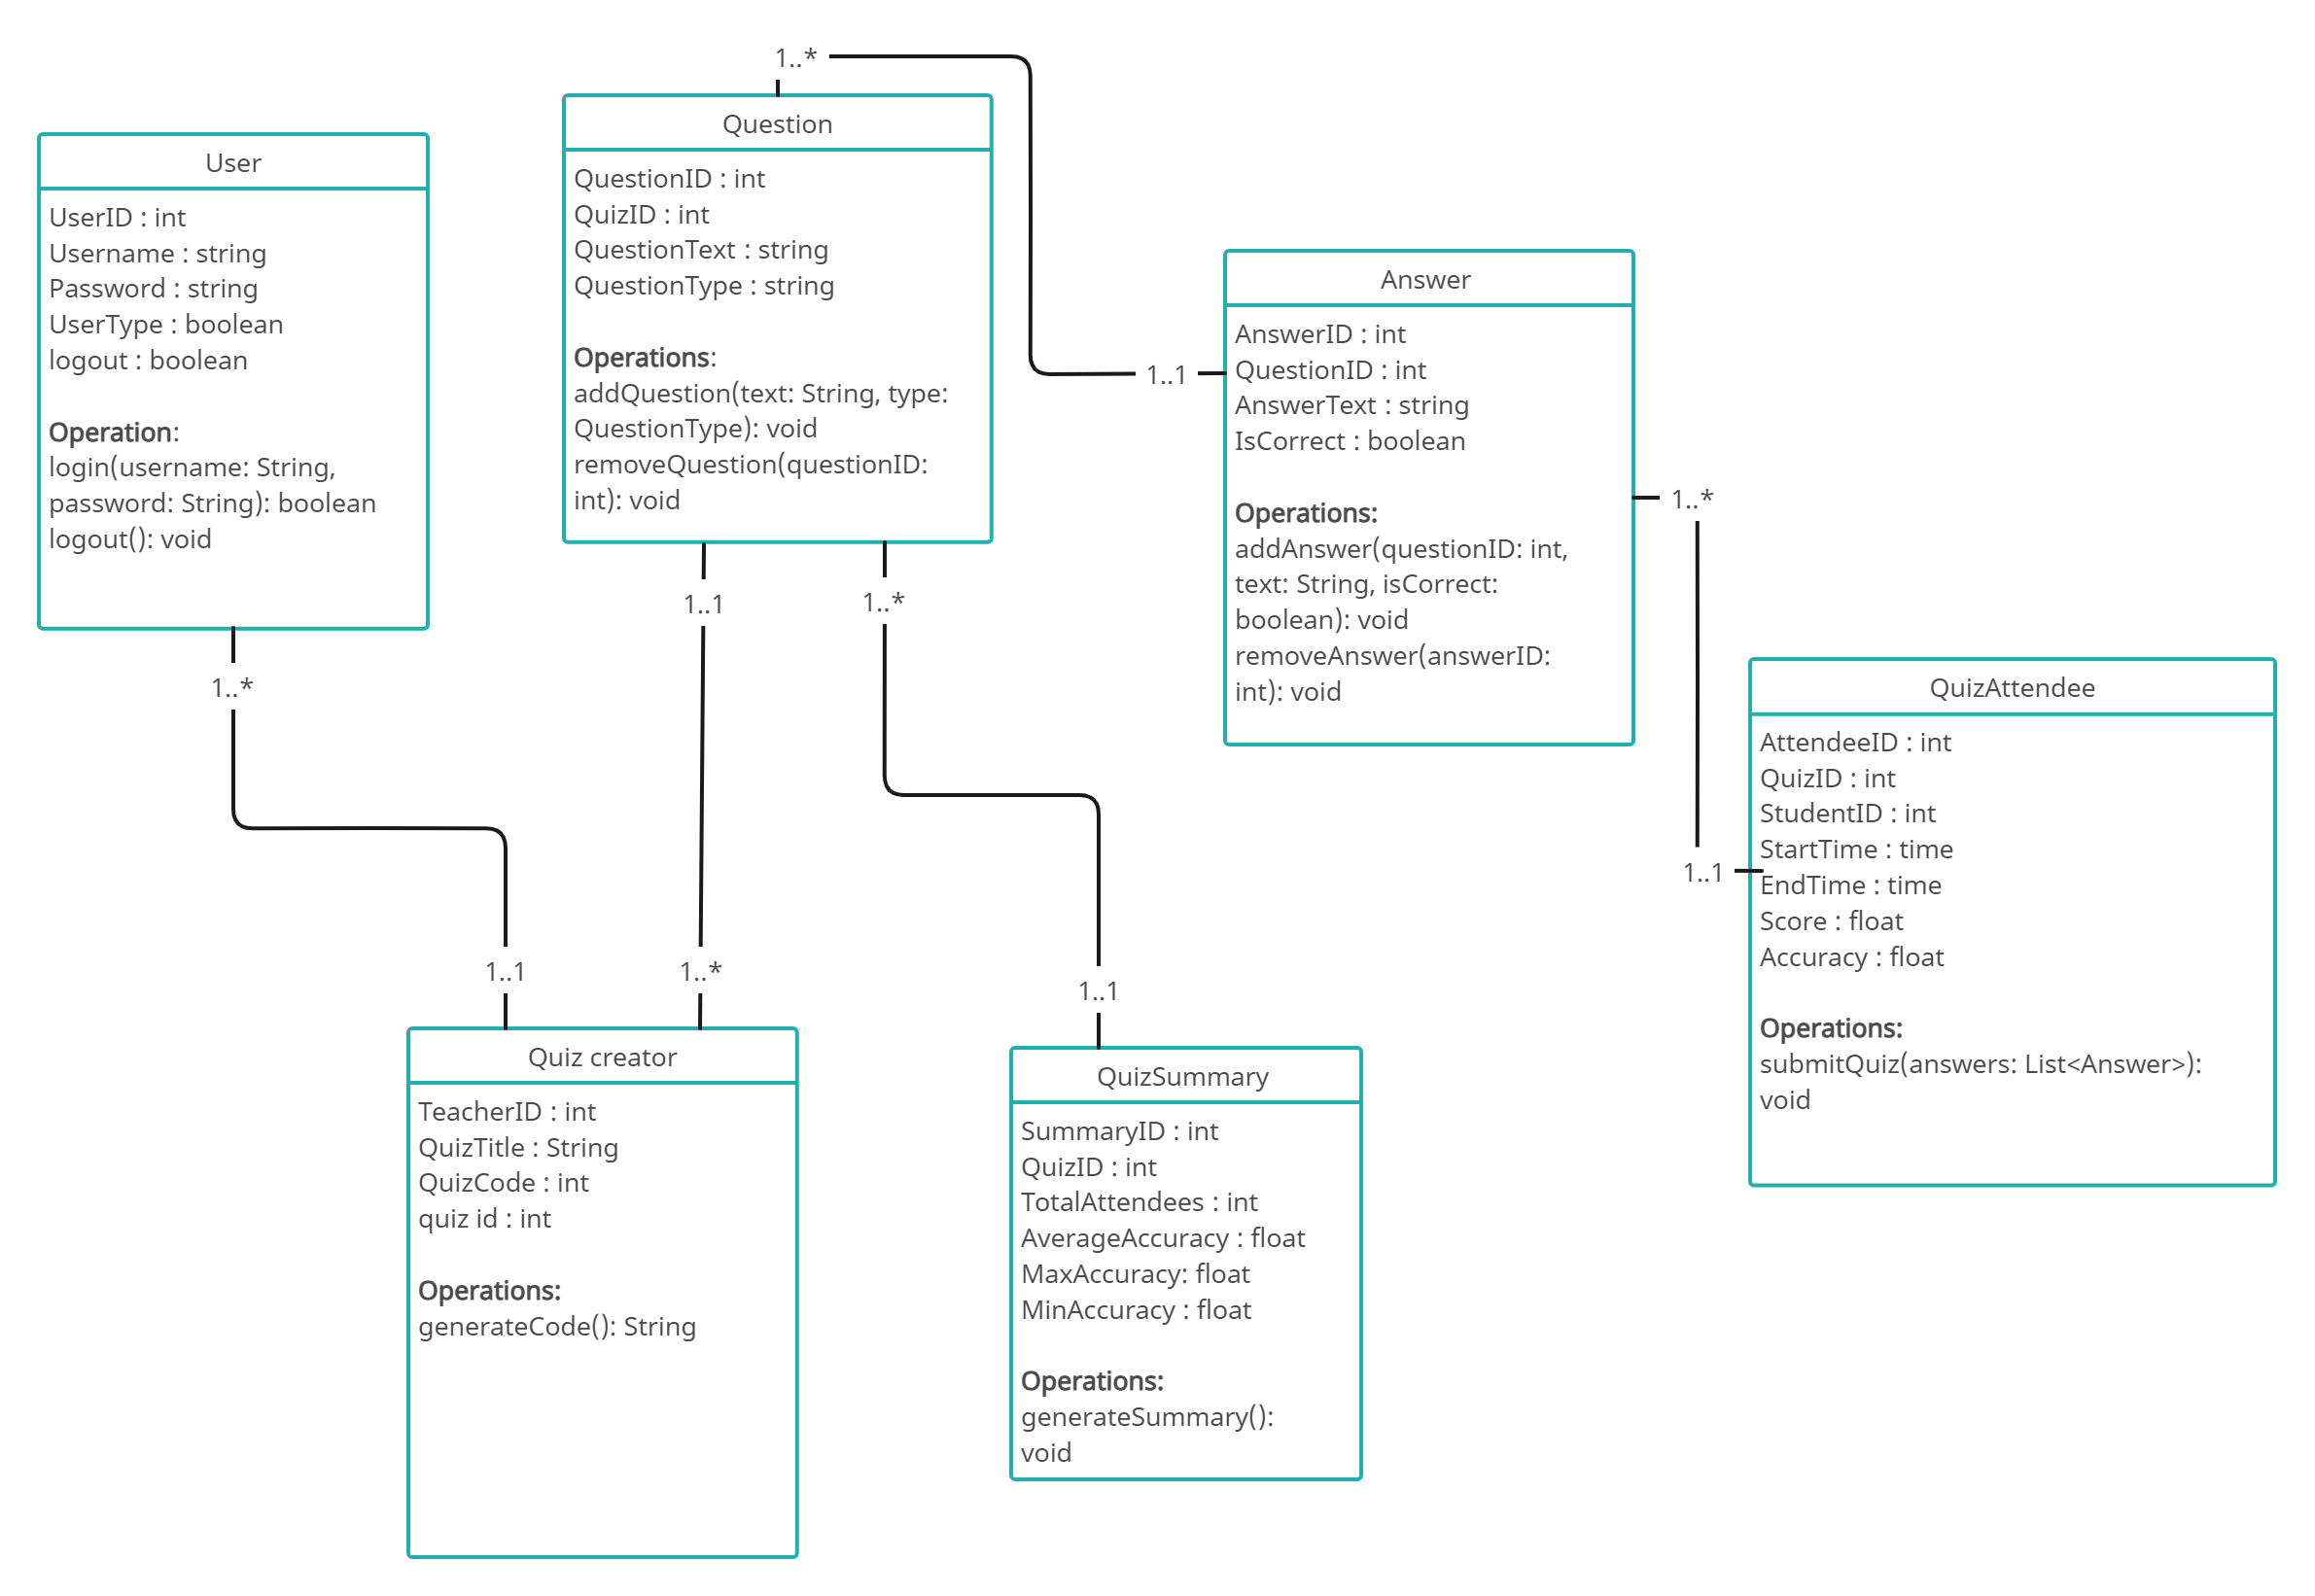 1..*
Question
QuestionID : int
QuizID : int
QuestionText : string
QuestionType : string
Operations:
addQuestion(text: String, type:
QuestionType): void
removeQuestion(questionID:
int): void
User
UserID : int
Username : string
Password : string
UserType : boolean
logout : boolean
Operation:
login(username: String,
password: String): boolean
logout(): void
1..1
Answer
AnswerID : int
QuestionID : int
AnswerText : string
IsCorrect : boolean
Operations:
addAnswer(questionID: int,
text: String, isCorrect:
boolean): void
removeAnswer(answerID:
int): void
1..*
1..1
1..*
1..*
QuizAttendee
AttendeeID : int
QuizID : int
StudentID : int
StartTime : time
EndTime : time
Score : float
Accuracy : float
Operations:
submitQuiz(answers: List<Answer>):
void
1..1
1..1
1..*
1..1
Quiz creator
TeacherID : int
QuizTitle : String
QuizCode : int
quiz id : int
Operations:
generateCode(): String
QuizSummary
SummaryID : int
QuizID : int
TotalAttendees : int
AverageAccuracy : float
MaxAccuracy: float
MinAccuracy : float
Operations:
generateSummary():
void